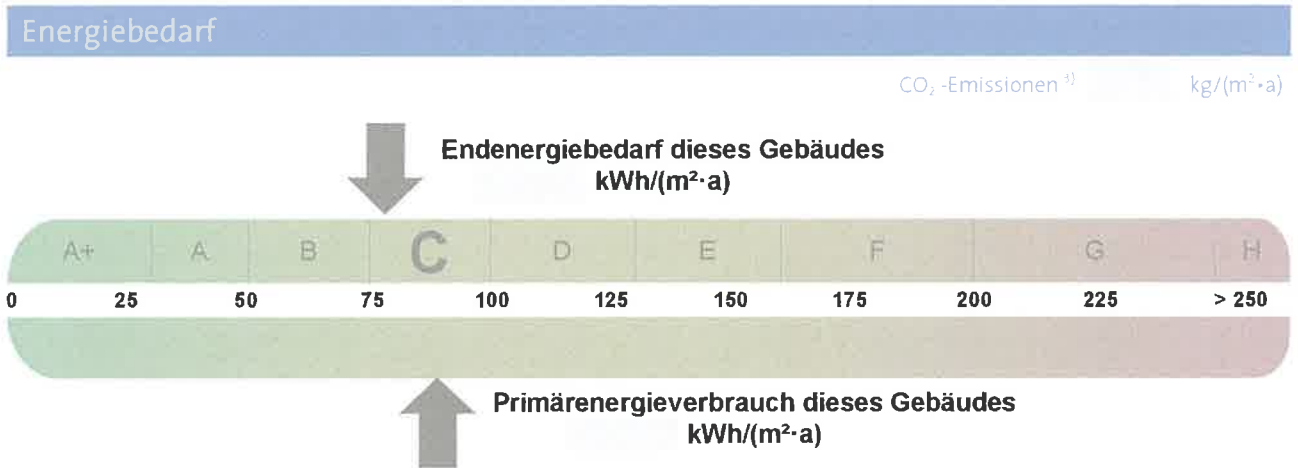 Energiebedarf
CO₂-Emissionen ³⁾ kg/(m²·a)
Endenergiebedarf dieses Gebäudes
kWh/(m²·a)
A+ A B C D E F G H
0 25 50 75 100 125 150 175 200 225 > 250
Primärenergieverbrauch dieses Gebäudes
kWh/(m²·a)